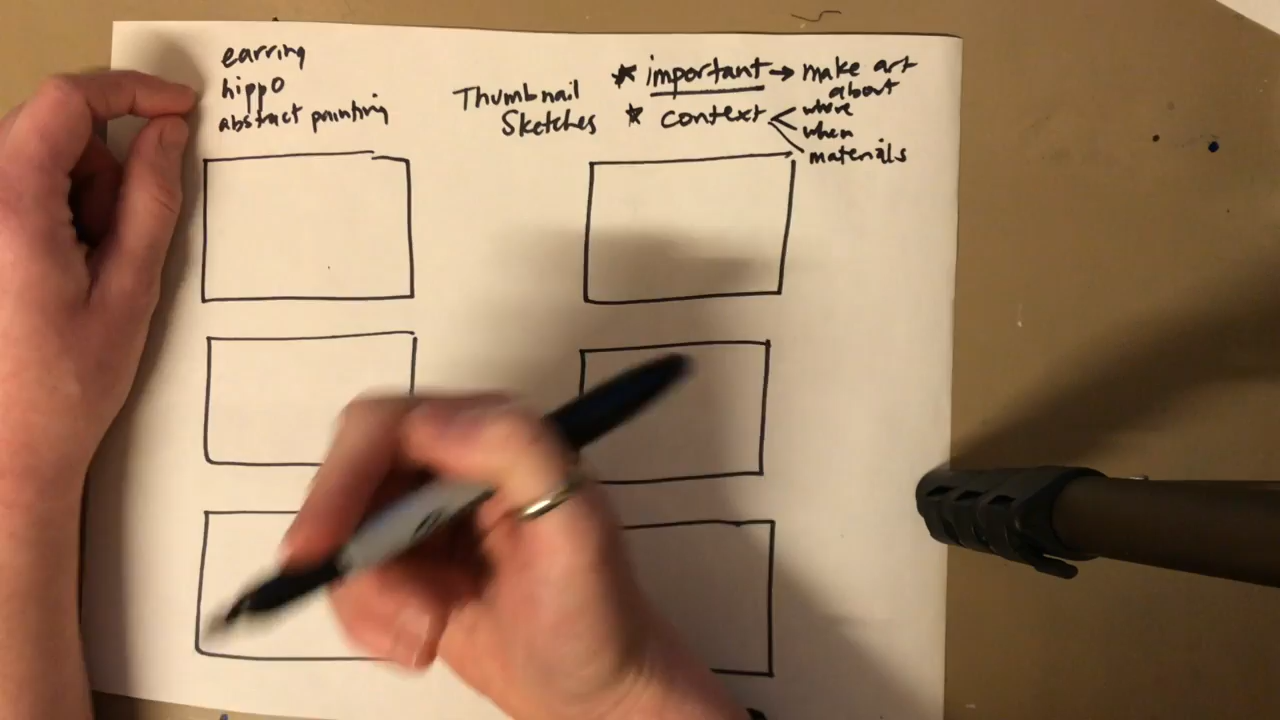 earring
hippo
abstract painting
Thumbnail
Sketches
★ important → make art
about
★ context
where
when
materials